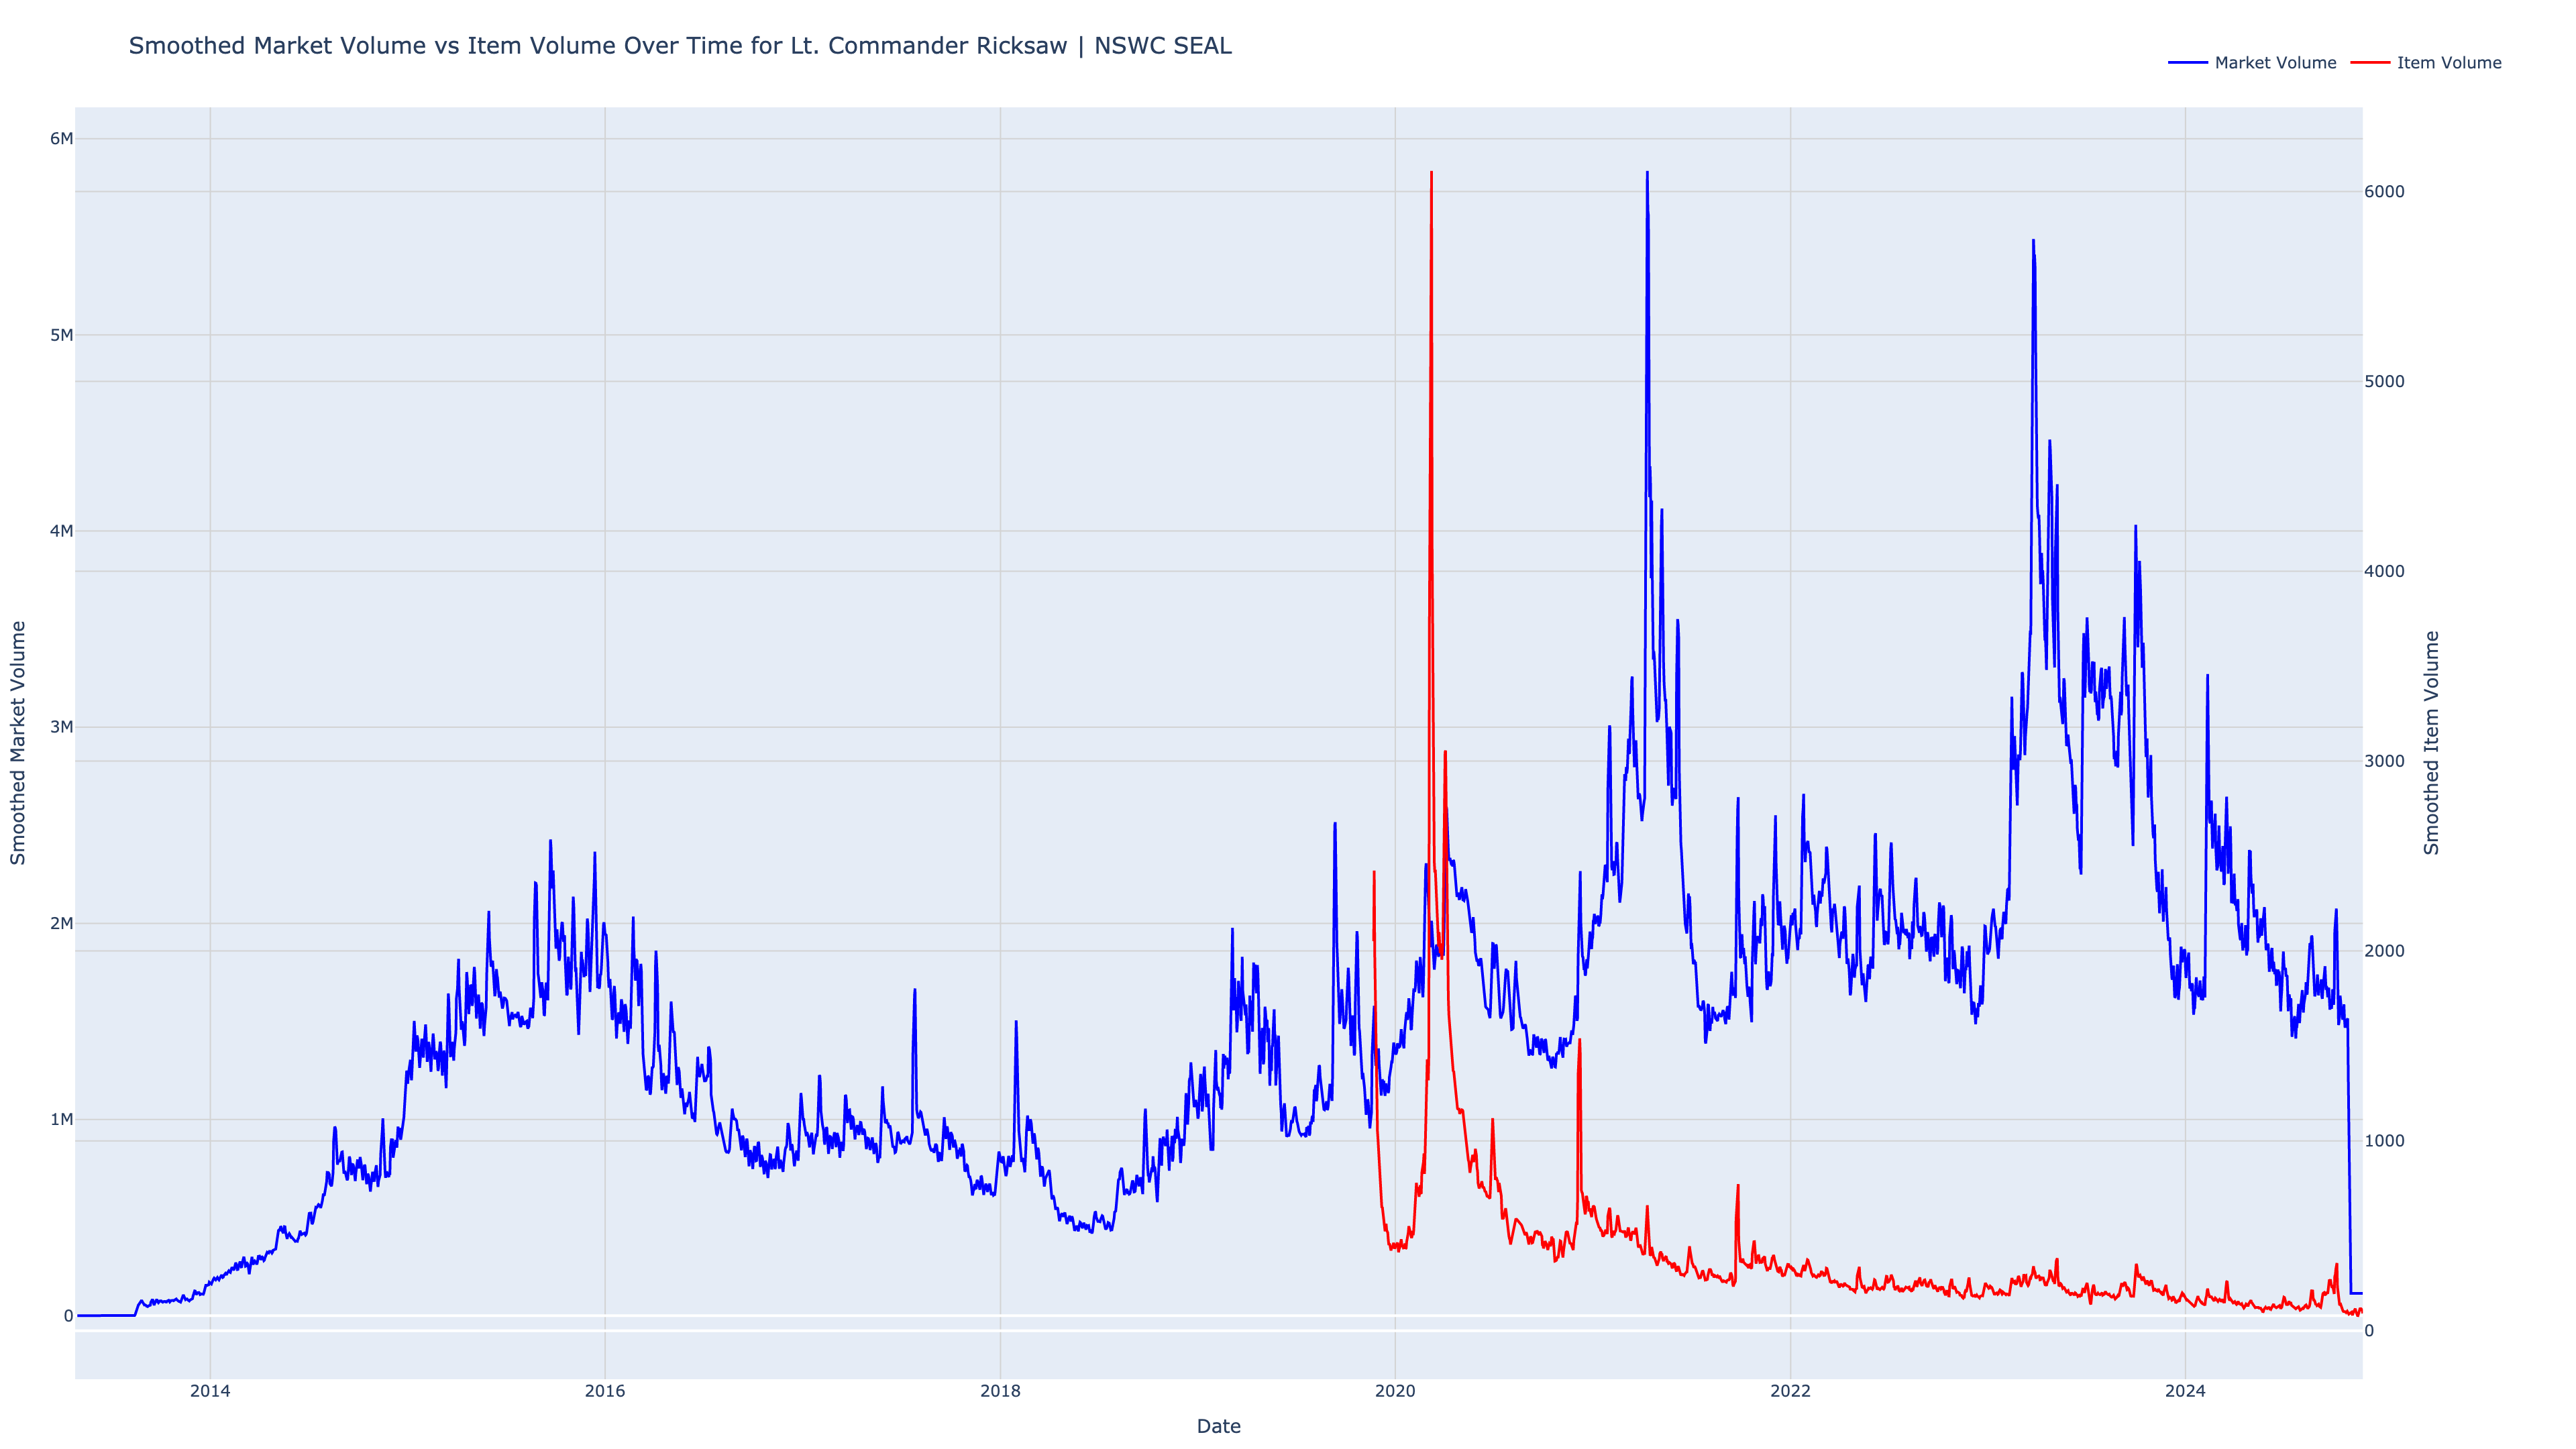 Smoothed Market Volume vs Item Volume Over Time for Lt. Commander Ricksaw | NSWC SEAL
Market Volume
Item Volume
6M
5M
4M
3M
2M
1M
0
Smoothed Market Volume
6000
5000
4000
3000
2000
1000
0
Smoothed Item Volume
2014
2016
2018
2020
2022
2024
Date